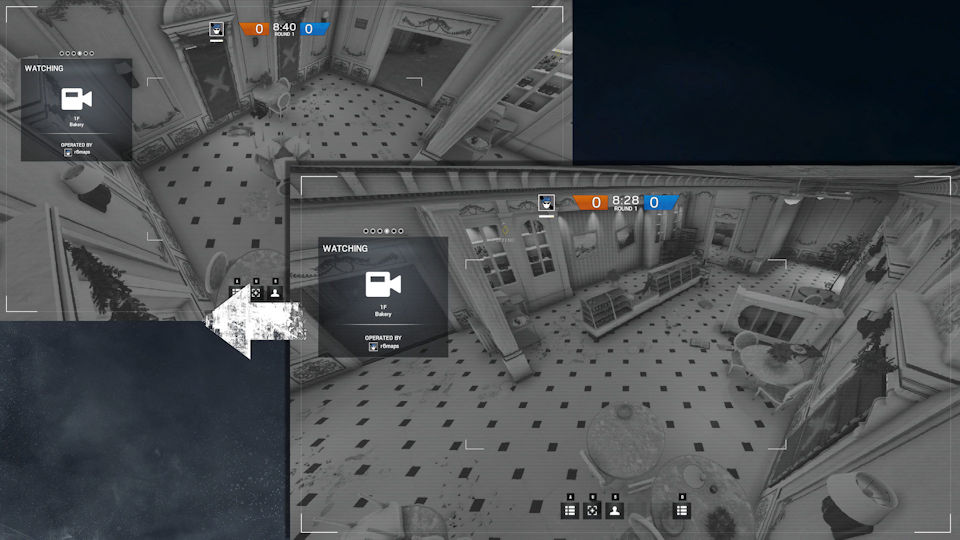 0 8:40 0
ROUND 1
WATCHING
1F
Bakery
OPERATED BY
r6maps
0 8:28 0
ROUND 1
WATCHING
1F
Bakery
OPERATED BY
r6maps